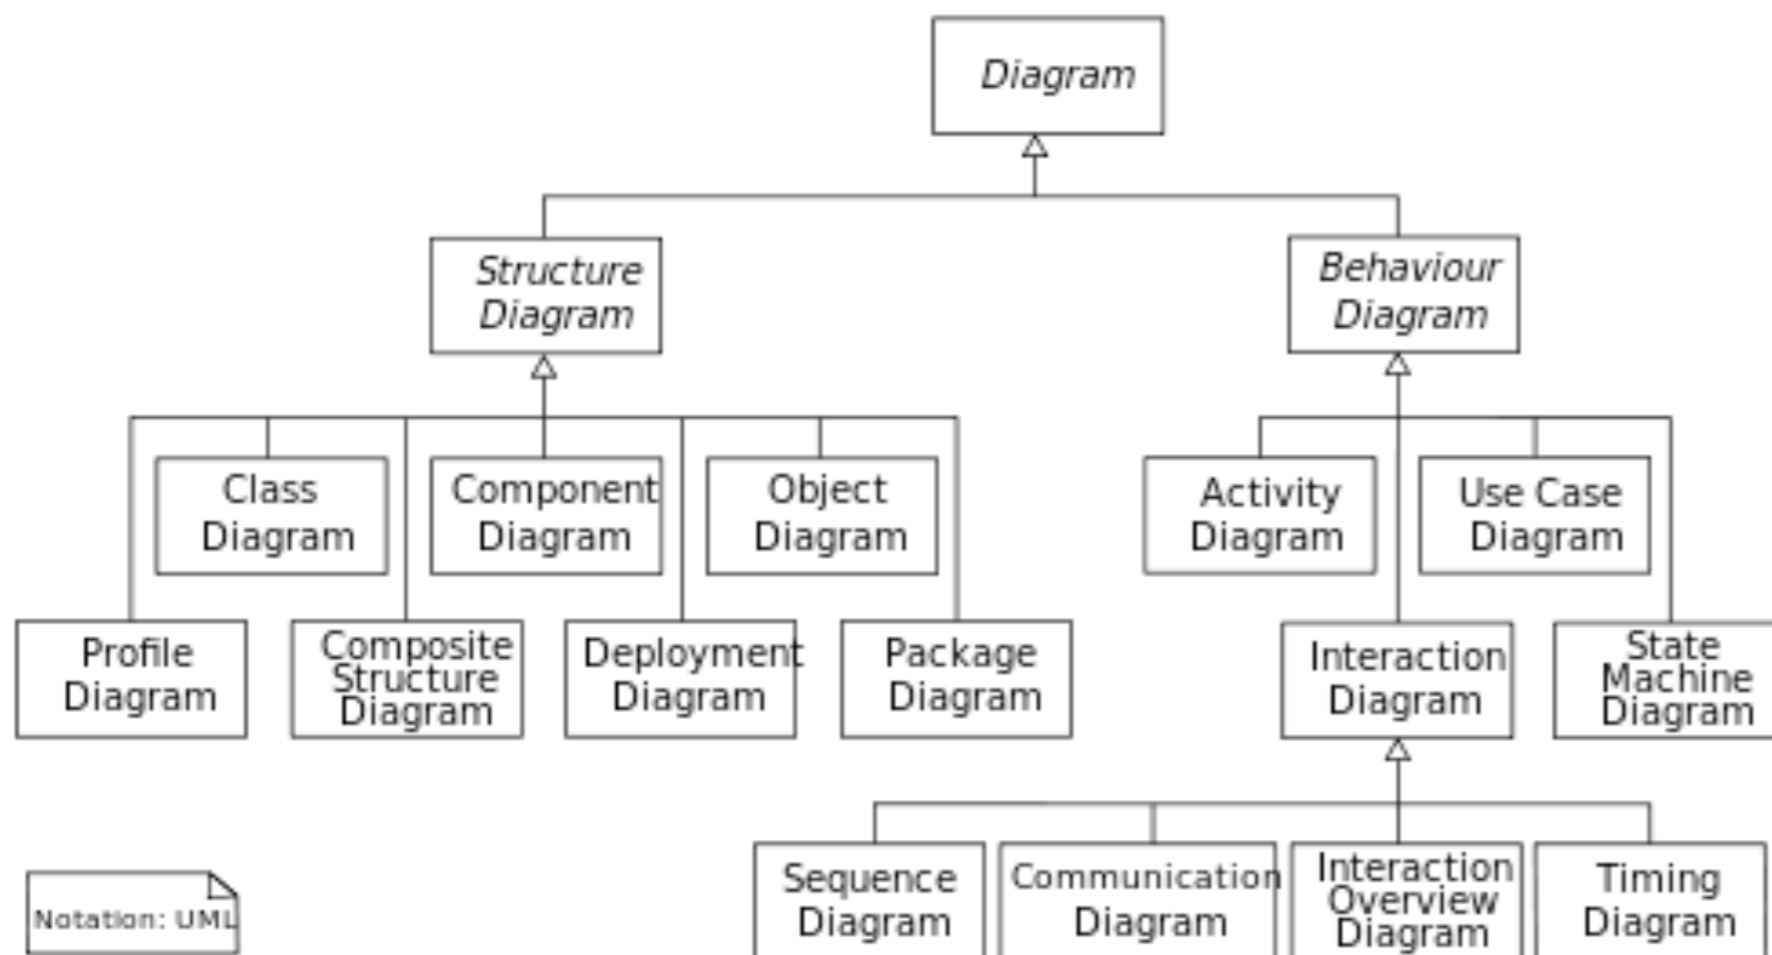 Diagram
Structure
Diagram
Behaviour
Diagram
Class
Diagram
Component
Diagram
Object
Diagram
Activity
Diagram
Use Case
Diagram
Profile
Diagram
Composite
Structure
Diagram
Deployment
Diagram
Package
Diagram
Interaction
Diagram
State
Machine
Diagram
Sequence
Diagram
Communication
Diagram
Interaction
Overview
Diagram
Timing
Diagram
Notation: UML